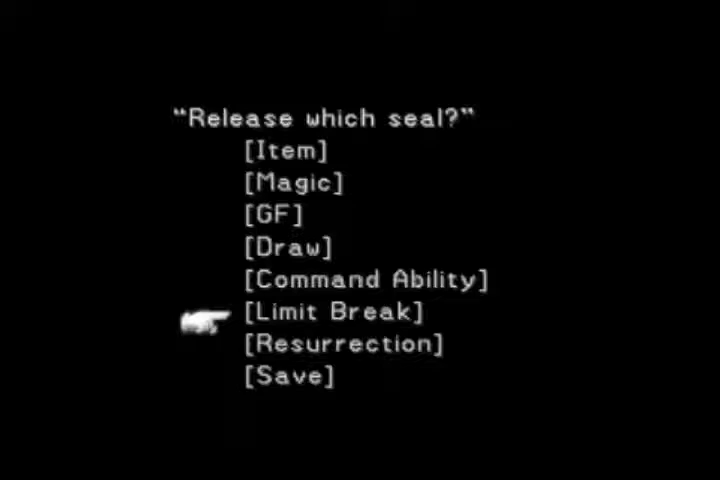 “Release which seal?”
[Item]
[Magic]
[GF]
[Draw]
[Command Ability]
[Limit Break]
[Resurrection]
[Save]